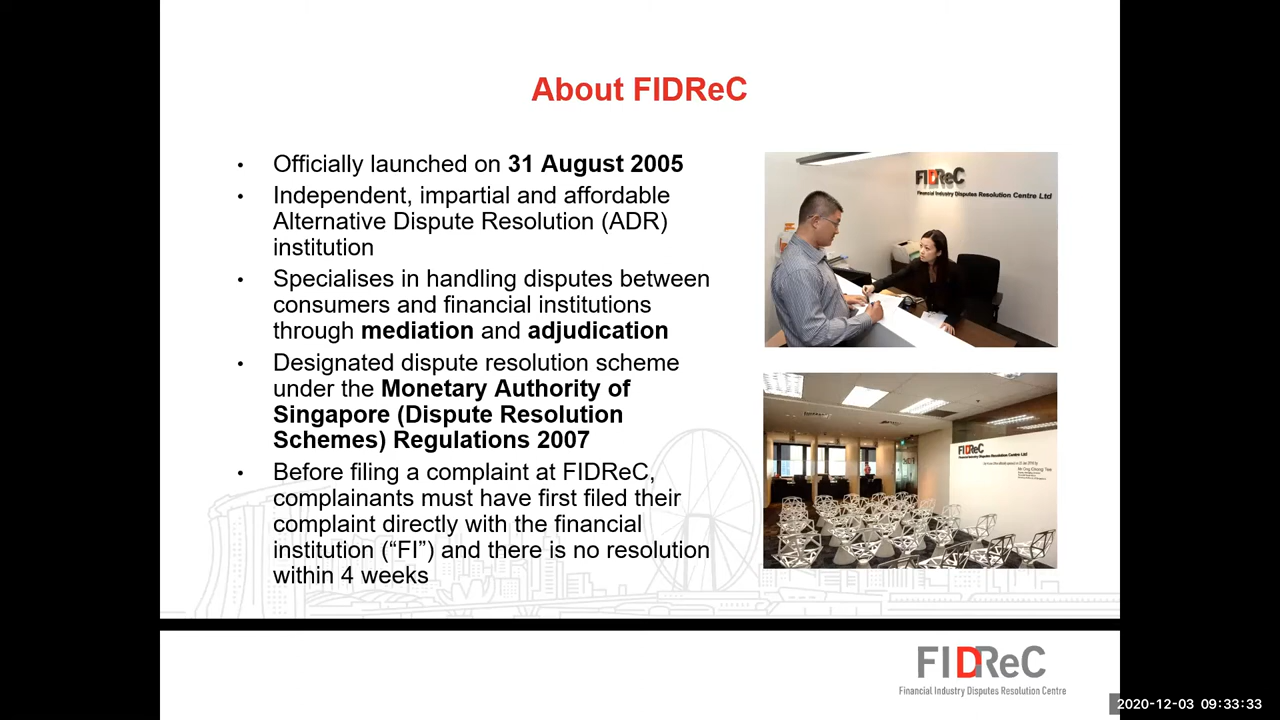 About FIDReC
• Officially launched on 31 August 2005
• Independent, impartial and affordable
Alternative Dispute Resolution (ADR)
institution
• Specialises in handling disputes between
consumers and financial institutions
through mediation and adjudication
• Designated dispute resolution scheme
under the Monetary Authority of
Singapore (Dispute Resolution
Schemes) Regulations 2007
• Before filing a complaint at FIDReC,
complainants must have first filed their
complaint directly with the financial
institution (“FI”) and there is no resolution
within 4 weeks
FIDReC
Financial Industry Disputes Resolution Centre Ltd
FIDReC
Financial Industry Disputes Resolution Centre Ltd
FIDReC
Financial Industry Disputes Resolution Centre
2020-12-03 09:33:33